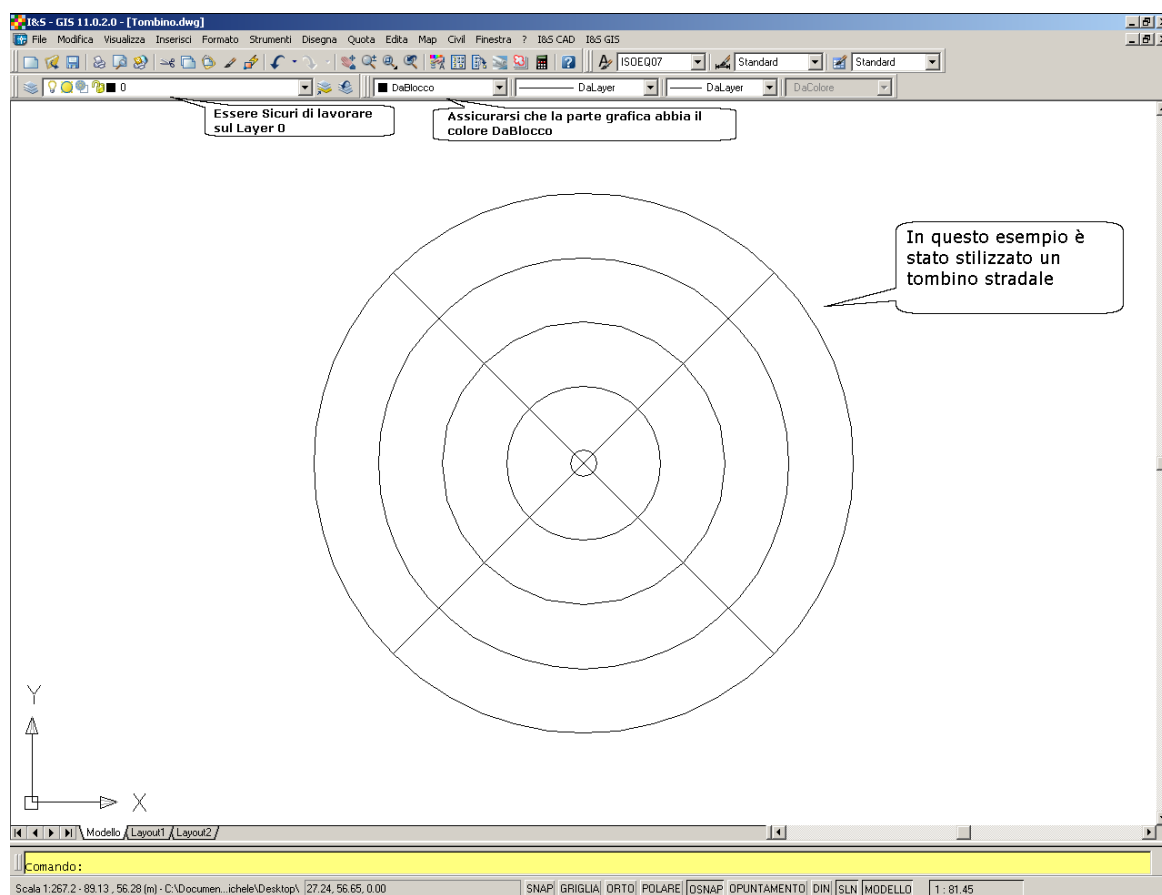 I&S - GIS 11.0.2.0 - [Tombino.dwg]
File Modifica Visualizza Inserisci Formato Strumenti Disegna Quota Edita Map Civil Finestra ? I&S CAD I&S GIS
ISOEQ07 Standard Standard
0 DaBlocco DaLayer DaLayer DaColore
Essere Sicuri di lavorare
sul Layer 0
Assicurarsi che la parte grafica abbia il
colore DaBlocco
In questo esempio è
stato stilizzato un
tombino stradale
Y
X
Modello Layout1 Layout2
Comando:
Scala 1:267.2 - 89.13 , 56.28 (m) - C:\Documen...ichele\Desktop\ 27.24, 56.65, 0.00 SNAP GRIGLIA ORTO POLARE OSNAP OPUNTAMENTO DIN SLN MODELLO 1 : 81.45